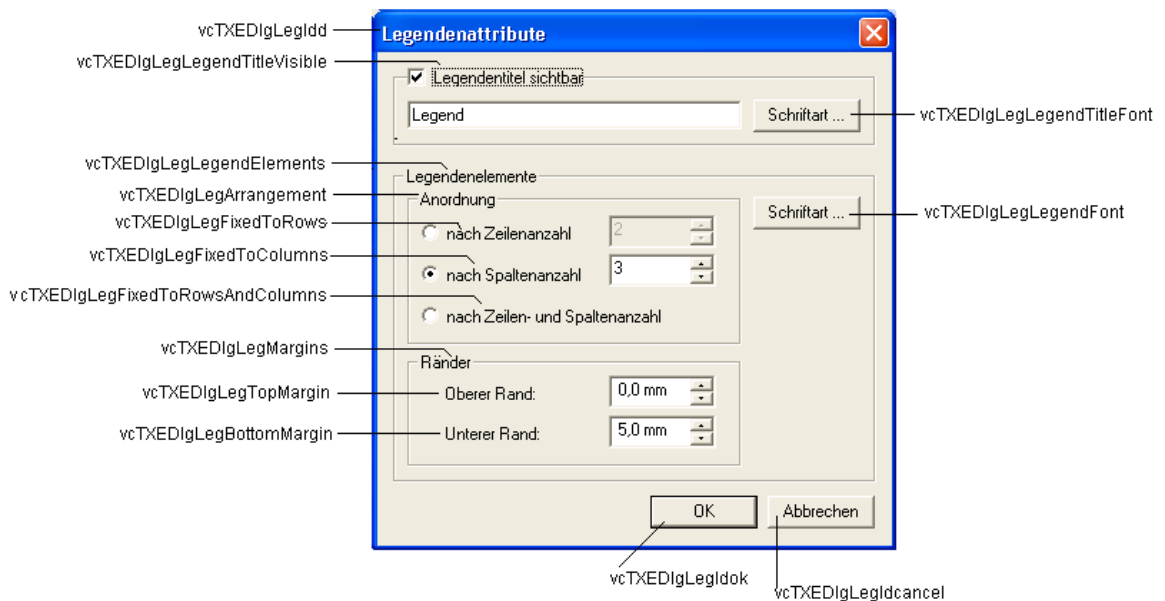 vcTXEDlgLegIdd
Legendenattribute
vcTXEDlgLegLegendTitleVisible
Legendentitel sichtbar
Legend
Schriftart ...
vcTXEDlgLegLegendTitleFont
vcTXEDlgLegLegendElements
Legendenelemente
vcTXEDlgLegArrangement
Anordnung
Schriftart ...
vcTXEDlgLegLegendFont
vcTXEDlgLegFixedToRows
nach Zeilenanzahl
2
vcTXEDlgLegFixedToColumns
nach Spaltenanzahl
3
vcTXEDlgLegFixedToRowsAndColumns
nach Zeilen- und Spaltenanzahl
vcTXEDlgLegMargins
Ränder
vcTXEDlgLegTopMargin
Oberer Rand:
0,0 mm
vcTXEDlgLegBottomMargin
Unterer Rand:
5,0 mm
OK
Abbrechen
vcTXEDlgLegIdok
vcTXEDlgLegIdcancel